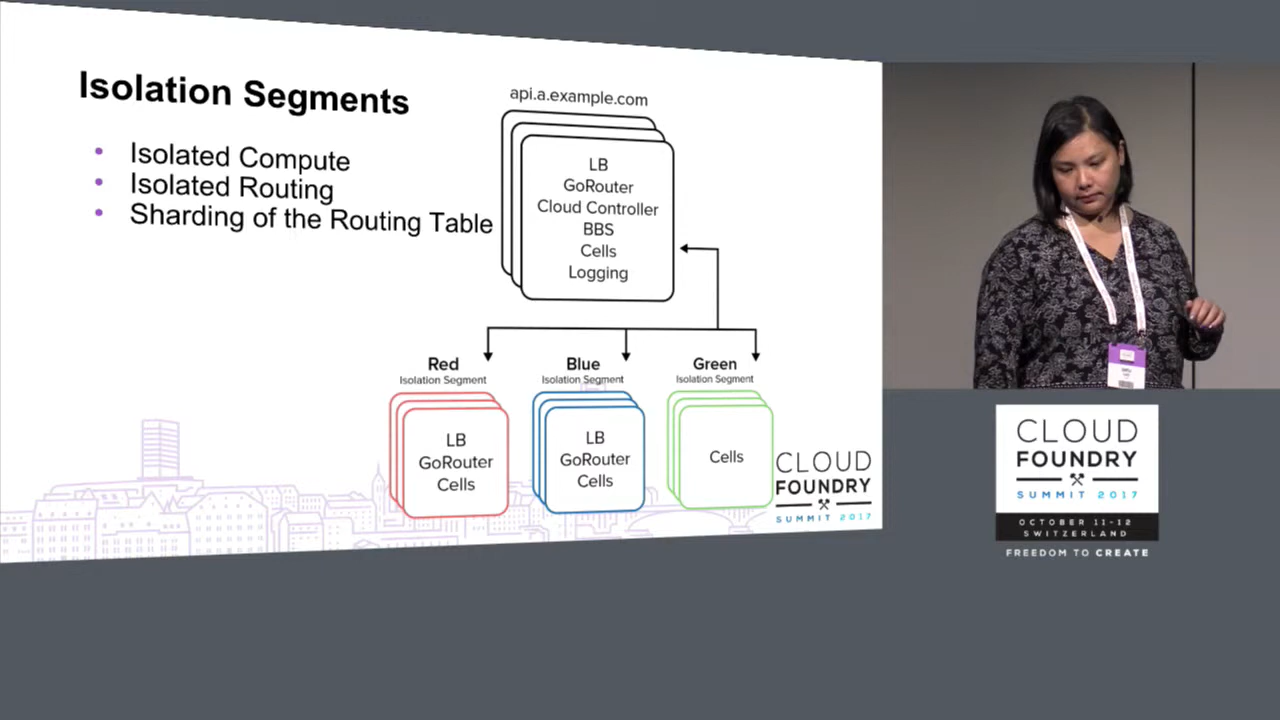 Isolation Segments
• Isolated Compute
• Isolated Routing
• Sharding of the Routing Table
api.a.example.com
LB
GoRouter
Cloud Controller
BBS
Cells
Logging
Red
Isolation Segment
LB
GoRouter
Cells
Blue
Isolation Segment
LB
GoRouter
Cells
Green
Isolation Segment
Cells
CLOUD
FOUNDRY
SUMMIT 2017
CLOUD
FOUNDRY
SUMMIT 2017
OCTOBER 11-12
SWITZERLAND
FREEDOM TO CREATE